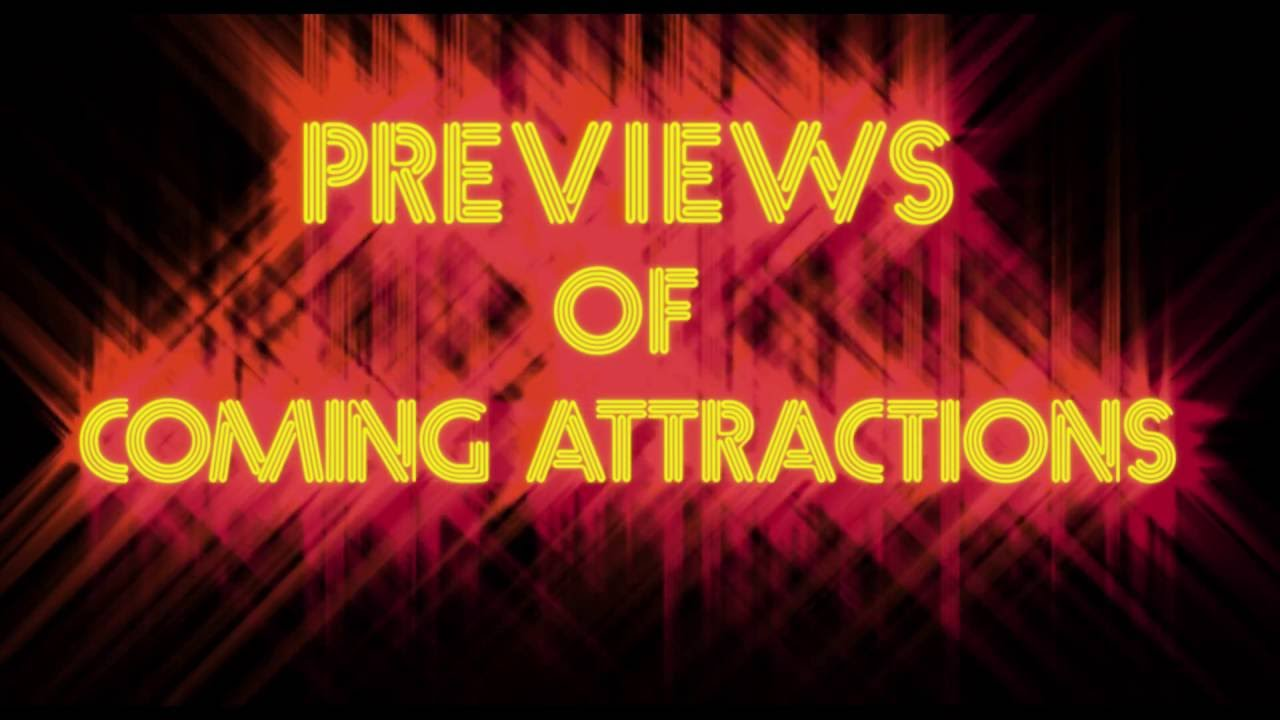 PREVIEWS
OF
COMING ATTRACTIONS